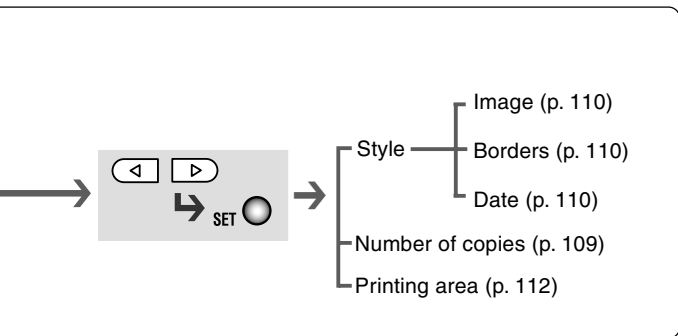 Image (p. 110)
Style
Borders (p. 110)
Date (p. 110)
SET
Number of copies (p. 109)
Printing area (p. 112)